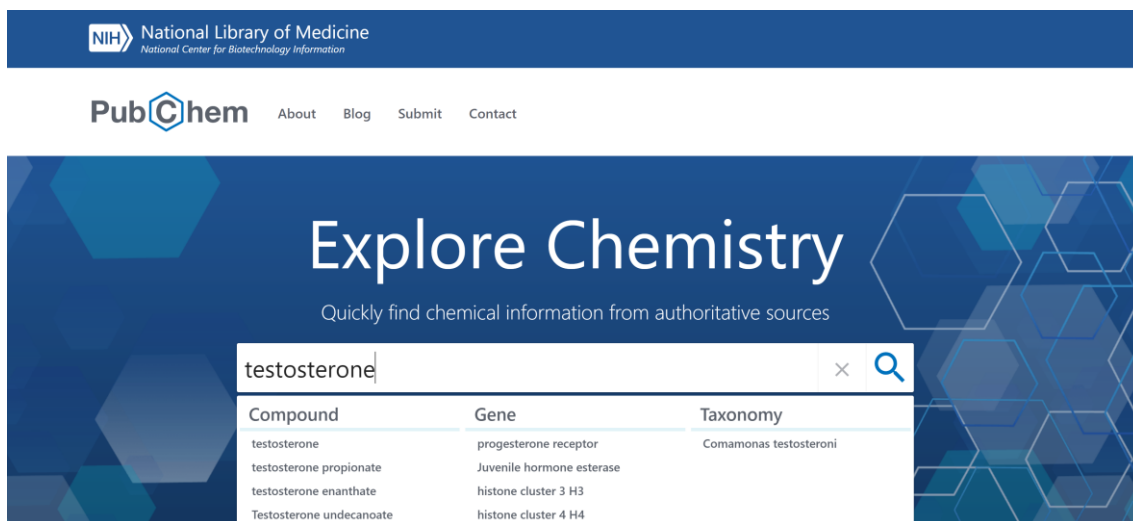 NIH National Library of Medicine
National Center for Biotechnology Information
PubChem About Blog Submit Contact
Explore Chemistry
Quickly find chemical information from authoritative sources
testosterone ×
Compound Gene Taxonomy
testosterone progesterone receptor Comamonas testosteroni
testosterone propionate Juvenile hormone esterase
testosterone enanthate histone cluster 3 H3
Testosterone undecanoate histone cluster 4 H4